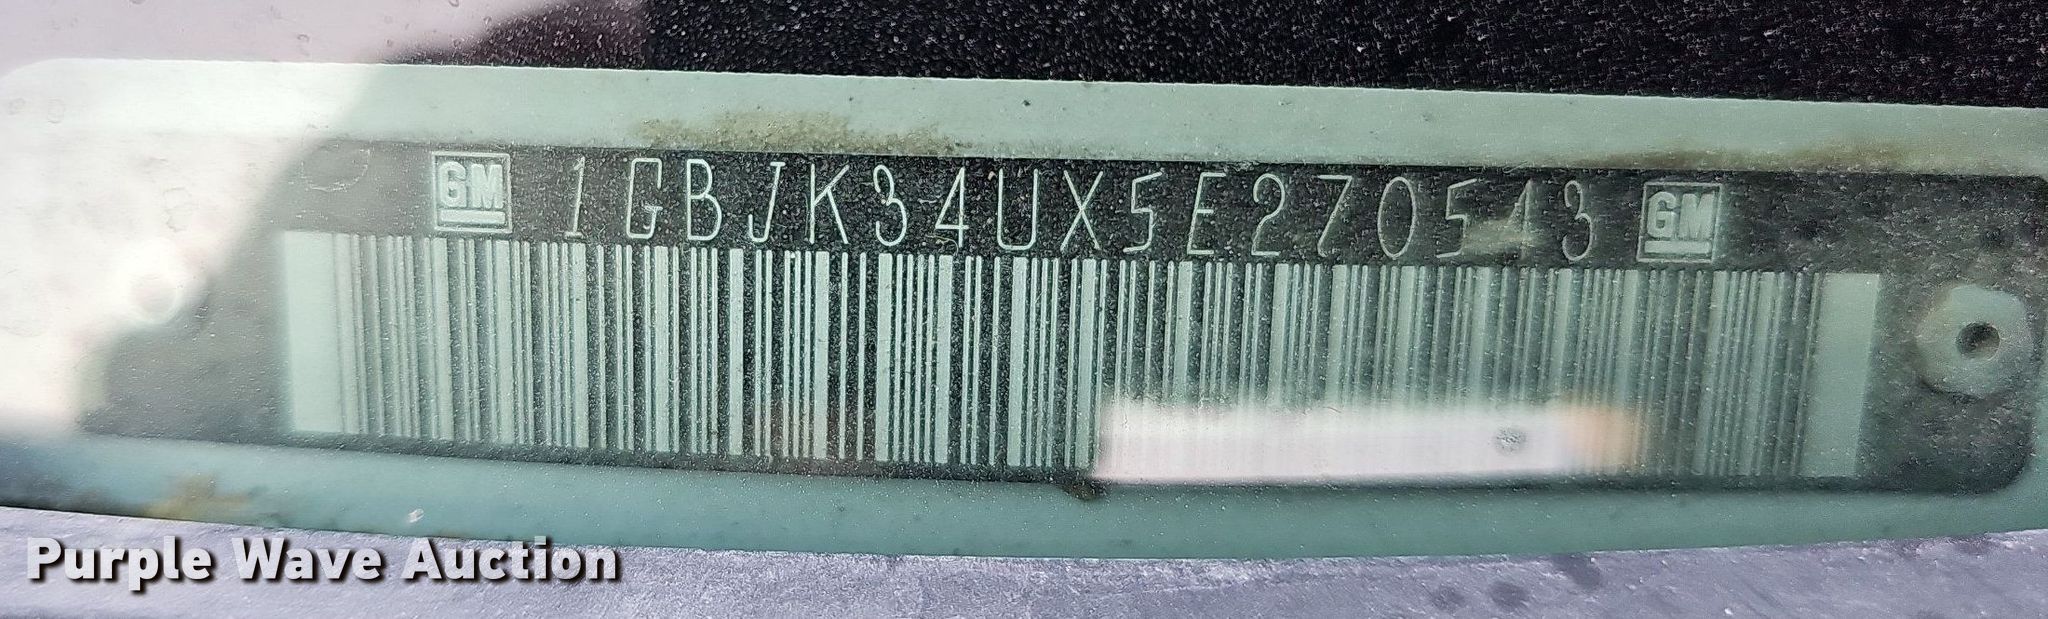 GM 1GBJK34UX5E270543 GM
Purple Wave Auction